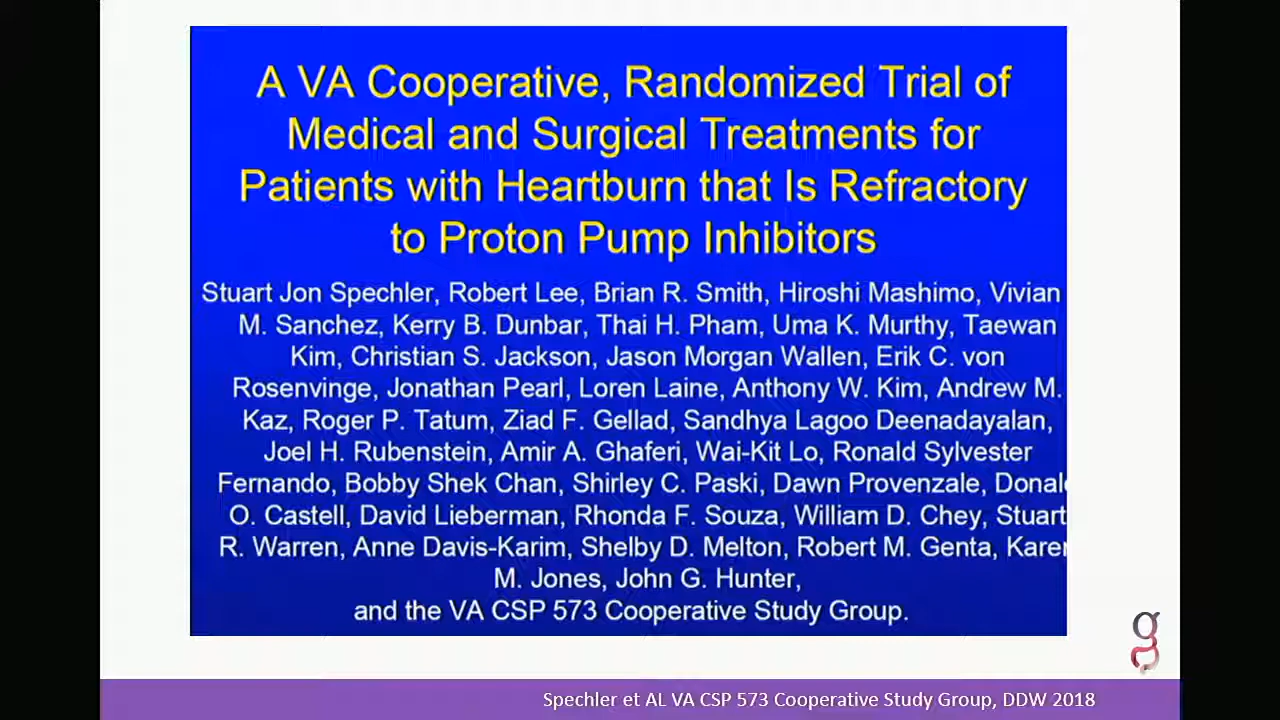 A VA Cooperative, Randomized Trial of
Medical and Surgical Treatments for
Patients with Heartburn that Is Refractory
to Proton Pump Inhibitors
Stuart Jon Spechler, Robert Lee, Brian R. Smith, Hiroshi Mashimo, Vivian
M. Sanchez, Kerry B. Dunbar, Thai H. Pham, Uma K. Murthy, Taewan
Kim, Christian S. Jackson, Jason Morgan Wallen, Erik C. von
Rosenvinge, Jonathan Pearl, Loren Laine, Anthony W. Kim, Andrew M.
Kaz, Roger P. Tatum, Ziad F. Gellad, Sandhya Lagoo Deenadayalan,
Joel H. Rubenstein, Amir A. Ghaferi, Wai-Kit Lo, Ronald Sylvester
Fernando, Bobby Shek Chan, Shirley C. Paski, Dawn Provenzale, Donald
O. Castell, David Lieberman, Rhonda F. Souza, William D. Chey, Stuart
R. Warren, Anne Davis-Karim, Shelby D. Melton, Robert M. Genta, Karen
M. Jones, John G. Hunter,
and the VA CSP 573 Cooperative Study Group.
g
Spechler et AL VA CSP 573 Cooperative Study Group, DDW 2018